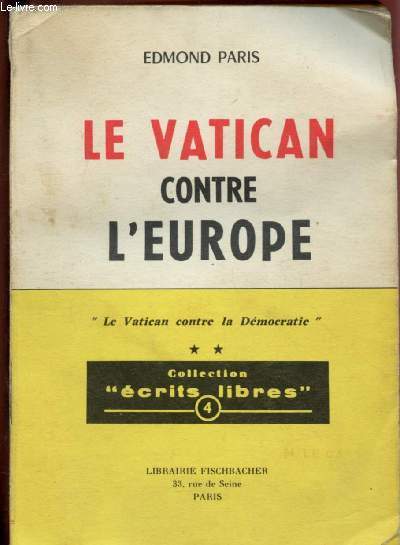 Le-livre.com
EDMOND PARIS
LE VATICAN
CONTRE
L'EUROPE
" Le Vatican contre la Démocratie "
★ ★
Collection
"écrits libres"
4
LIBRAIRIE FISCHBACHER
33, rue de Seine
PARIS